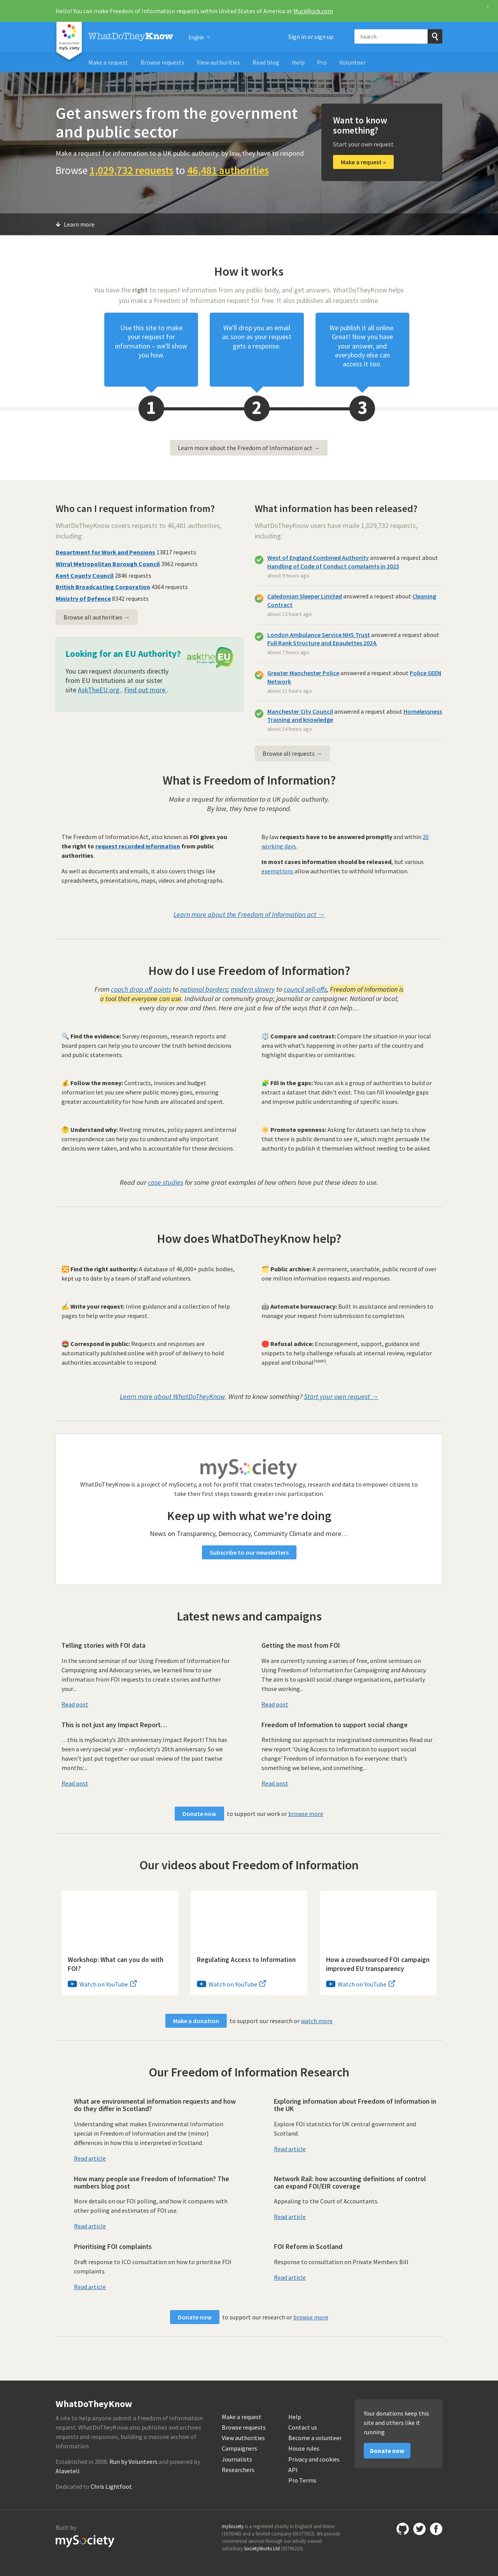 Hello! You can make Freedom of Information requests within United States of America at MuckRock.com
×
A service from
mySociety
WhatDoTheyKnow
English
Sign in or sign up
Search
Make a request
Browse requests
View authorities
Read blog
Help
Pro
Volunteer
Get answers from the government
and public sector
Make a request for information to a UK public authority: by law, they have to respond
Browse 1,029,732 requests to 46,481 authorities
Want to know
something?
Start your own request
Make a request »
Learn more
How it works
You have the right to request information from any public body, and get answers. WhatDoTheyKnow helps
you make a Freedom of Information request for free. It also publishes all requests online.
Use this site to make
your request for
information – we'll show
you how.
We'll drop you an email
as soon as your request
gets a response.
We publish it all online.
Great! Now you have
your answer, and
everybody else can
access it too.
1
2
3
Learn more about the Freedom of Information act →
Who can I request information from?
WhatDoTheyKnow covers requests to 46,481 authorities,
including:
Department for Work and Pensions 13817 requests
Wirral Metropolitan Borough Council 3962 requests
Kent County Council 2846 requests
British Broadcasting Corporation 4364 requests
Ministry of Defence 8342 requests
Browse all authorities →
Looking for an EU Authority?
asktheEU
You can request documents directly
from EU Institutions at our sister
site AskTheEU.org . Find out more .
What information has been released?
WhatDoTheyKnow users have made 1,029,732 requests,
including:
West of England Combined Authority answered a request about
Handling of Code of Conduct complaints in 2023
about 9 hours ago
Caledonian Sleeper Limited answered a request about Cleaning
Contract
about 12 hours ago
London Ambulance Service NHS Trust answered a request about
Full Rank Structure and Epaulettes 2024.
about 7 hours ago
Greater Manchester Police answered a request about Police SEEN
Network
about 11 hours ago
Manchester City Council answered a request about Homelessness
Training and knowledge
about 14 hours ago
Browse all requests →
What is Freedom of Information?
Make a request for information to a UK public authority.
By law, they have to respond.
The Freedom of Information Act, also known as FOI gives you
the right to request recorded information from public
authorities.
As well as documents and emails, it also covers things like
spreadsheets, presentations, maps, videos and photographs.
By law requests have to be answered promptly and within 20
working days.
In most cases information should be released, but various
exemptions allow authorities to withhold information.
Learn more about the Freedom of Information act →
How do I use Freedom of Information?
From coach drop off points to national borders; modern slavery to council sell-offs, Freedom of Information is
a tool that everyone can use. Individual or community group; journalist or campaigner. National or local;
every day or now and then. Here are just a few of the ways that it can help…
🔍 Find the evidence: Survey responses, research reports and
board papers can help you to uncover the truth behind decisions
and public statements.
⚖️ Compare and contrast: Compare the situation in your local
area with what's happening in other parts of the country and
highlight disparities or similarities.
💰 Follow the money: Contracts, invoices and budget
information let you see where public money goes, ensuring
greater accountability for how funds are allocated and spent.
🧩 Fill in the gaps: You can ask a group of authorities to build or
extract a dataset that didn't exist. This can fill knowledge gaps
and improve public understanding of specific issues.
🤔 Understand why: Meeting minutes, policy papers and internal
correspondence can help you to understand why important
decisions were taken, and who is accountable for those decisions.
☀️ Promote openness: Asking for datasets can help to show
that there is public demand to see it, which might persuade the
authority to publish it themselves without needing to be asked.
Read our case studies for some great examples of how others have put these ideas to use.
How does WhatDoTheyKnow help?
🔀 Find the right authority: A database of 46,000+ public bodies,
kept up to date by a team of staff and volunteers.
🗂️ Public archive: A permanent, searchable, public record of over
one million information requests and responses.
✍️ Write your request: Inline guidance and a collection of help
pages to help write your request.
🤖 Automate bureaucracy: Built in assistance and reminders to
manage your request from submission to completion.
Correspond in public: Requests and responses are
automatically published online with proof of delivery to hold
authorities accountable to respond.
🛑 Refusal advice: Encouragement, support, guidance and
snippets to help challenge refusals at internal review, regulator
appeal and tribunal(soon).
Learn more about WhatDoTheyKnow. Want to know something? Start your own request →
mySociety
WhatDoTheyKnow is a project of mySociety, a not for profit that creates technology, research and data to empower citizens to
take their first steps towards greater civic participation.
Keep up with what we're doing
News on Transparency, Democracy, Community Climate and more…
Subscribe to our newsletters
Latest news and campaigns
Telling stories with FOI data
In the second seminar of our Using Freedom of Information for
Campaigning and Advocacy series, we learned how to use
information from FOI requests to create stories and further
your...
Read post
Getting the most from FOI
We are currently running a series of free, online seminars on
Using Freedom of Information for Campaigning and Advocacy.
The aim is to upskill social change organisations, particularly
those working...
Read post
This is not just any Impact Report…
…this is mySociety's 20th anniversary Impact Report! This has
been a very special year – mySociety's 20th anniversary. So we
haven't just put together our usual review of the past twelve
months:...
Read post
Freedom of Information to support social change
Rethinking our approach to marginalised communities Read our
new report 'Using Access to Information to support social
change' Freedom of information is for everyone: that's
something we believe, and something...
Read post
Donate now to support our work or browse more
Our videos about Freedom of Information
Workshop: What can you do with
FOI?
Watch on YouTube
Regulating Access to Information
Watch on YouTube
How a crowdsourced FOI campaign
improved EU transparency
Watch on YouTube
Make a donation to support our research or watch more
Our Freedom of Information Research
What are environmental information requests and how
do they differ in Scotland?
Understanding what makes Environmental Information
special in Freedom of Information and the (minor)
differences in how this is interpreted in Scotland.
Read article
Exploring information about Freedom of Information in
the UK
Explore FOI statistics for UK central government and
Scotland.
Read article
How many people use Freedom of Information? The
numbers blog post
More details on our FOI polling, and how it compares with
other polling and estimates of FOI use.
Read article
Network Rail: how accounting definitions of control
can expand FOI/EIR coverage
Appealing to the Court of Accountants.
Read article
Prioritising FOI complaints
Draft response to ICO consultation on how to prioritise FOI
complaints
Read article
FOI Reform in Scotland
Response to consultation on Private Members Bill
Read article
Donate now to support our research or browse more
WhatDoTheyKnow
A site to help anyone submit a Freedom of Information
request. WhatDoTheyKnow also publishes and archives
requests and responses, building a massive archive of
information.
Established in 2008. Run by Volunteers and powered by
Alaveteli
Dedicated to Chris Lightfoot.
Make a request
Browse requests
View authorities
Campaigners
Journalists
Researchers
Help
Contact us
Become a volunteer
House rules
Privacy and cookies
API
Pro Terms
Your donations keep this
site and others like it
running
Donate now
Built by
mySociety
mySociety is a registered charity in England and Wales
(1076346) and a limited company (03277032). We provide
commercial services through our wholly owned
subsidiary SocietyWorks Ltd (05798215).